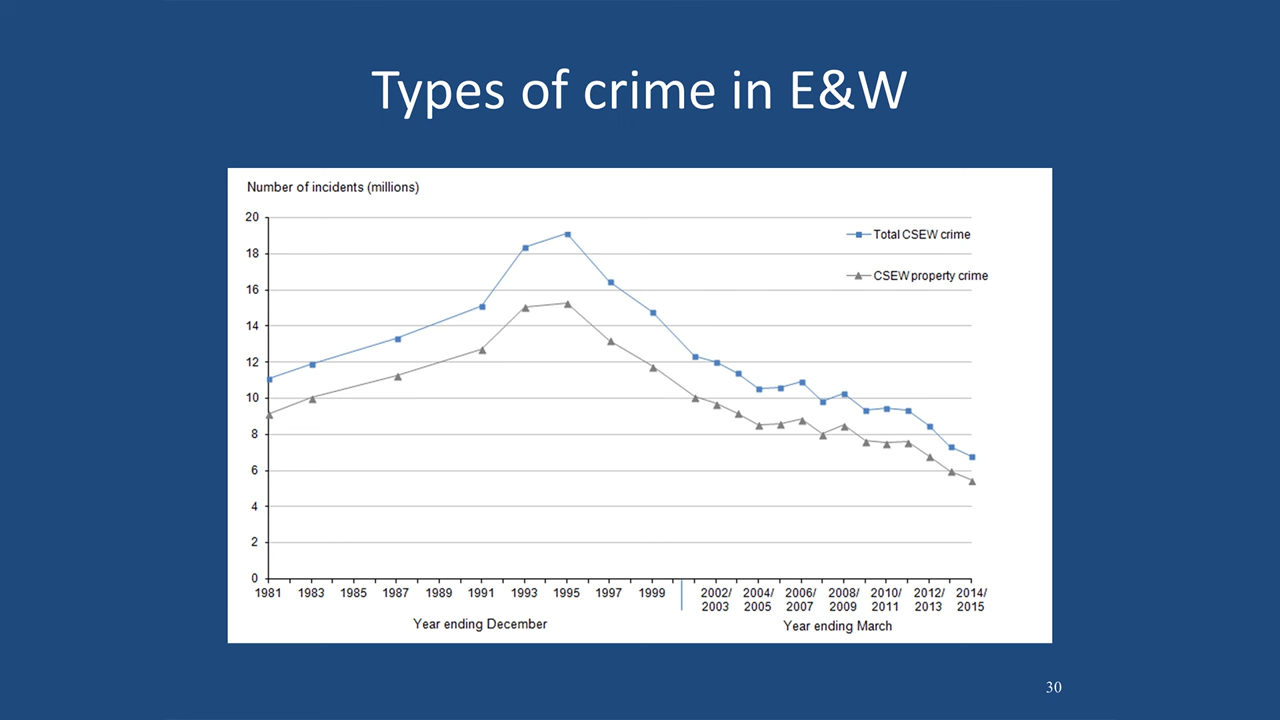 Types of crime in E&W
Number of incidents (millions)
20
18
16
14
12
10
8
6
4
2
0
Total CSEW crime
CSEW property crime
1981 1983 1985 1987 1989 1991 1993 1995 1997 1999 2002/ 2004/ 2006/ 2008/ 2010/ 2012/ 2014/
2003 2005 2007 2009 2011 2013 2015
Year ending December
Year ending March
30